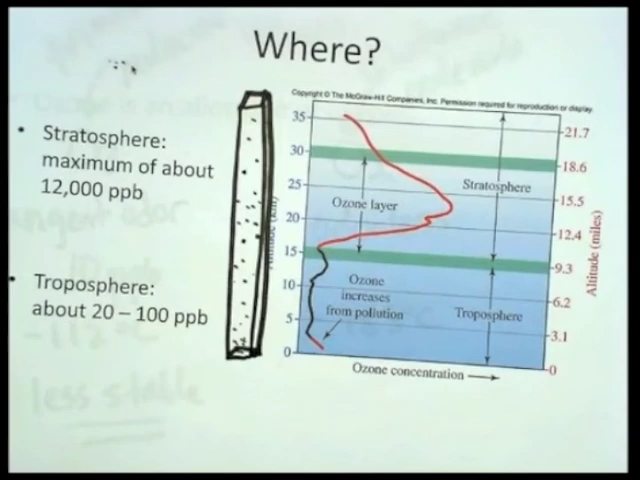 Where?
• Stratosphere:
maximum of about
12,000 ppb
• Troposphere:
about 20 – 100 ppb
Copyright © The McGraw-Hill Companies, Inc. Permission required for reproduction or display.
35
30
25
20
15
10
5
0
Ozone layer
Stratosphere
Ozone
increases
from pollution
Troposphere
21.7
18.6
15.5
12.4
9.3
6.2
3.1
0
Altitude (miles)
Ozone concentration
less stable